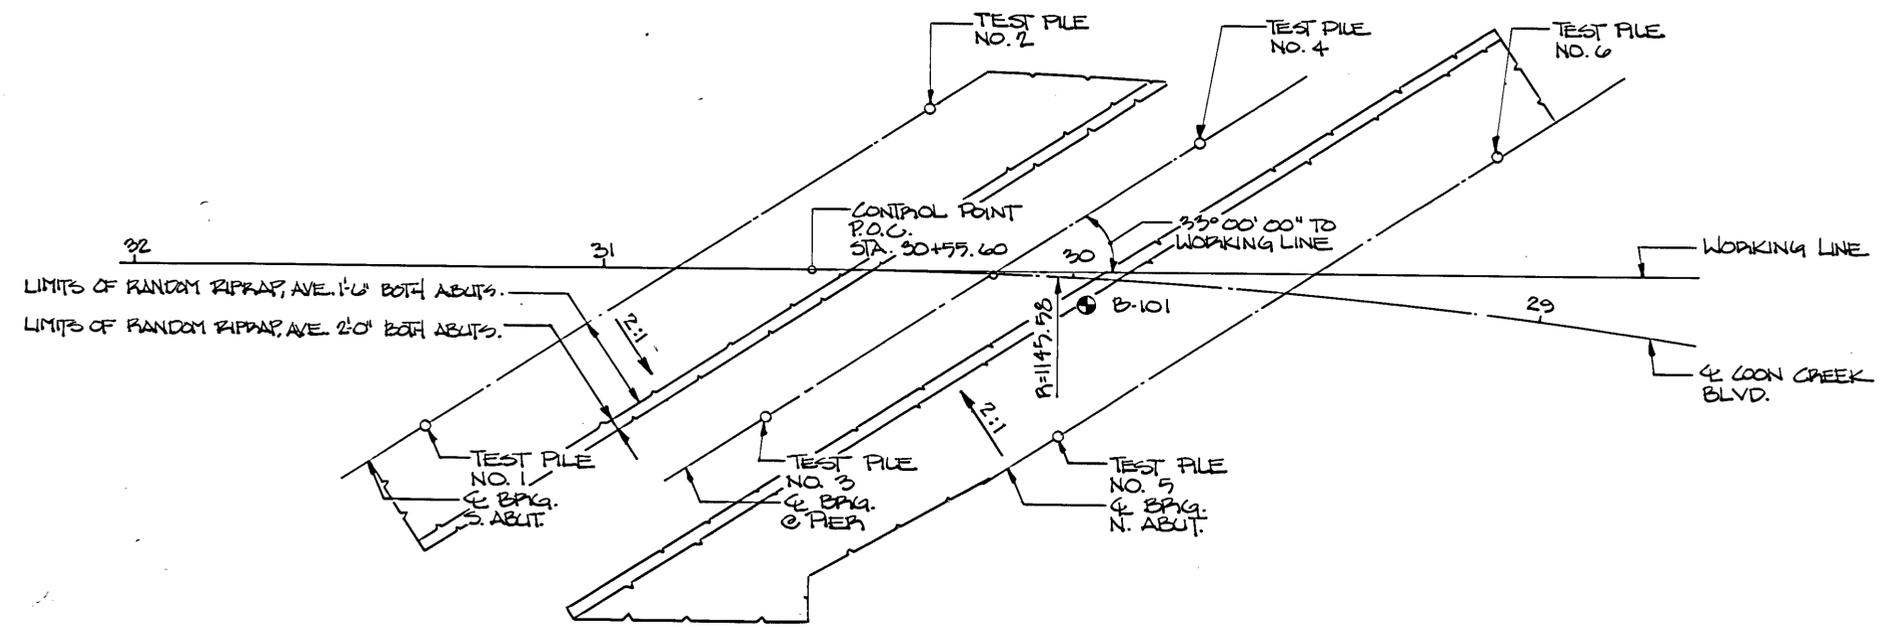 TEST PILE
NO. 2
TEST PILE
NO. 4
TEST PILE
NO. 6
CONTROL POINT
P.O.C.
STA. 30+55.60
33°00'00" TO
WORKING LINE
32
31
30
WORKING LINE
LIMITS OF RANDOM RIPRAP, AVE. 1'-6" BOTH ABUTS.
LIMITS OF RANDOM RIPRAP, AVE. 2'-0" BOTH ABUTS.
2:1
R=1145.58
B-101
29
℄ COON CREEK
BLVD.
2:1
TEST PILE
NO. 1
℄ BRG.
S. ABUT.
TEST PILE
NO. 3
℄ BRG.
@ PIER
TEST PILE
NO. 5
℄ BRG.
N. ABUT.